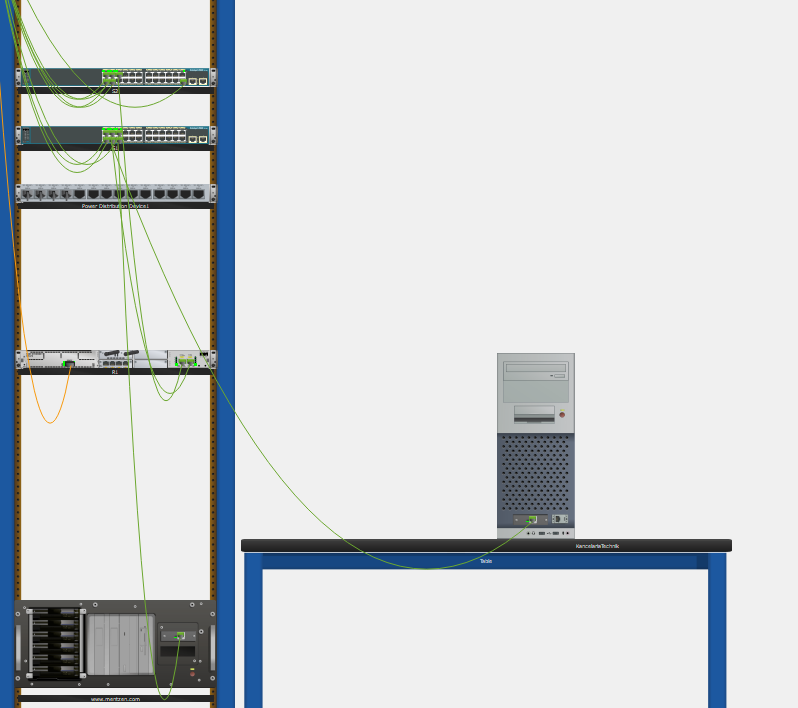 S2
S1
Power Distribution Device1
R1
KancelarieTechnik
Table
www.mentzen.com